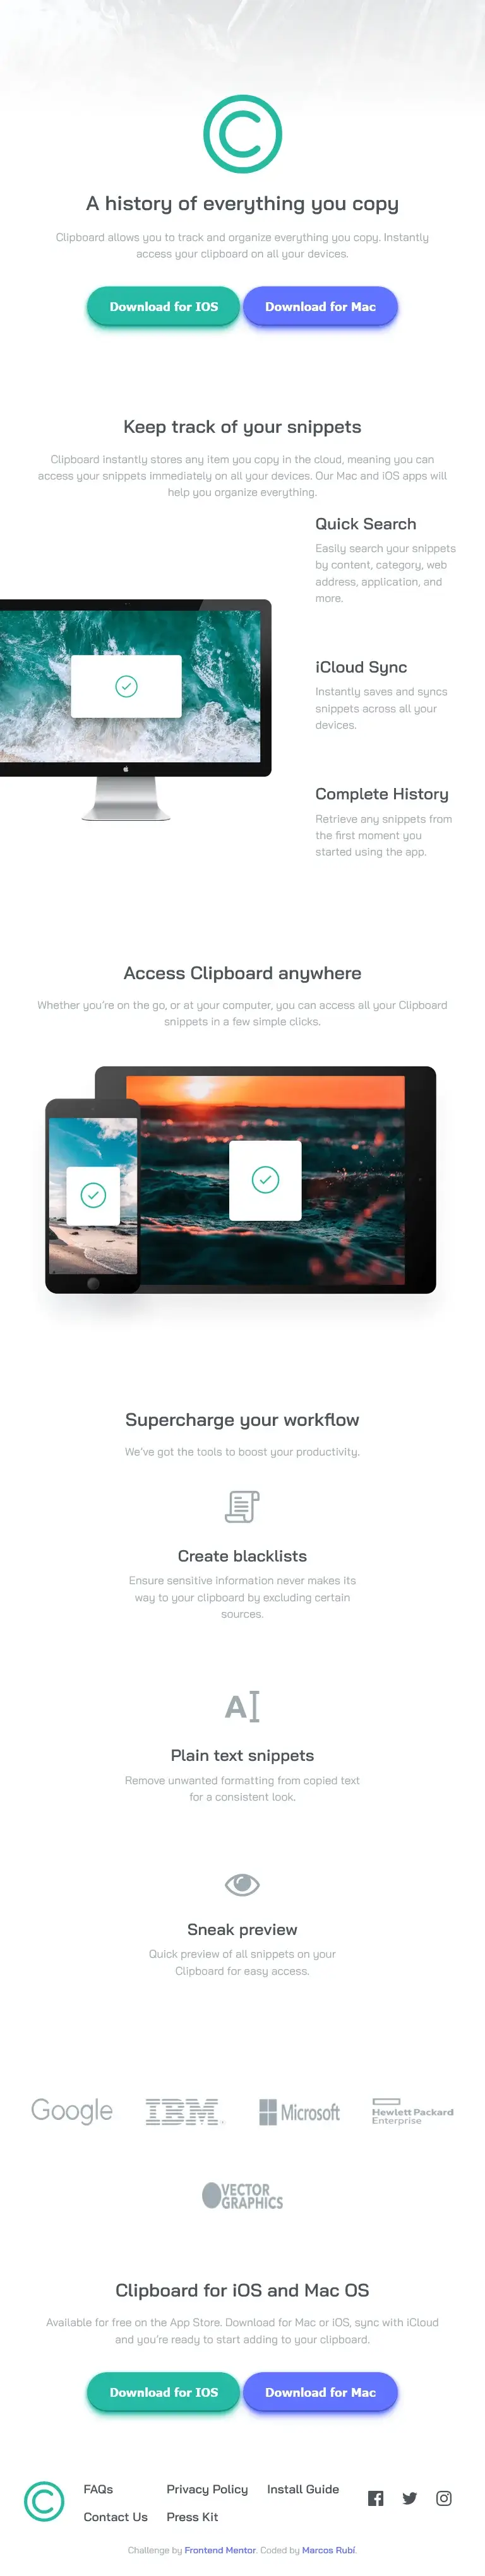 A history of everything you copy
Clipboard allows you to track and organize everything you copy. Instantly
access your clipboard on all your devices.
Download for IOS
Download for Mac
Keep track of your snippets
Clipboard instantly stores any item you copy in the cloud, meaning you can
access your snippets immediately on all your devices. Our Mac and iOS apps will
help you organize everything.
Quick Search
Easily search your snippets
by content, category, web
address, application, and
more.
iCloud Sync
Instantly saves and syncs
snippets across all your
devices.
Complete History
Retrieve any snippets from
the first moment you
started using the app.
Access Clipboard anywhere
Whether you're on the go, or at your computer, you can access all your Clipboard
snippets in a few simple clicks.
Supercharge your workflow
We've got the tools to boost your productivity.
Create blacklists
Ensure sensitive information never makes its
way to your clipboard by excluding certain
sources.
A
Plain text snippets
Remove unwanted formatting from copied text
for a consistent look.
Sneak preview
Quick preview of all snippets on your
Clipboard for easy access.
Google
IBM
Microsoft
Hewlett Packard
Enterprise
VECTOR
GRAPHICS
Clipboard for iOS and Mac OS
Available for free on the App Store. Download for Mac or iOS, sync with iCloud
and you're ready to start adding to your clipboard.
Download for IOS
Download for Mac
FAQs
Privacy Policy
Install Guide
Contact Us
Press Kit
Challenge by Frontend Mentor. Coded by Marcos Rubí.